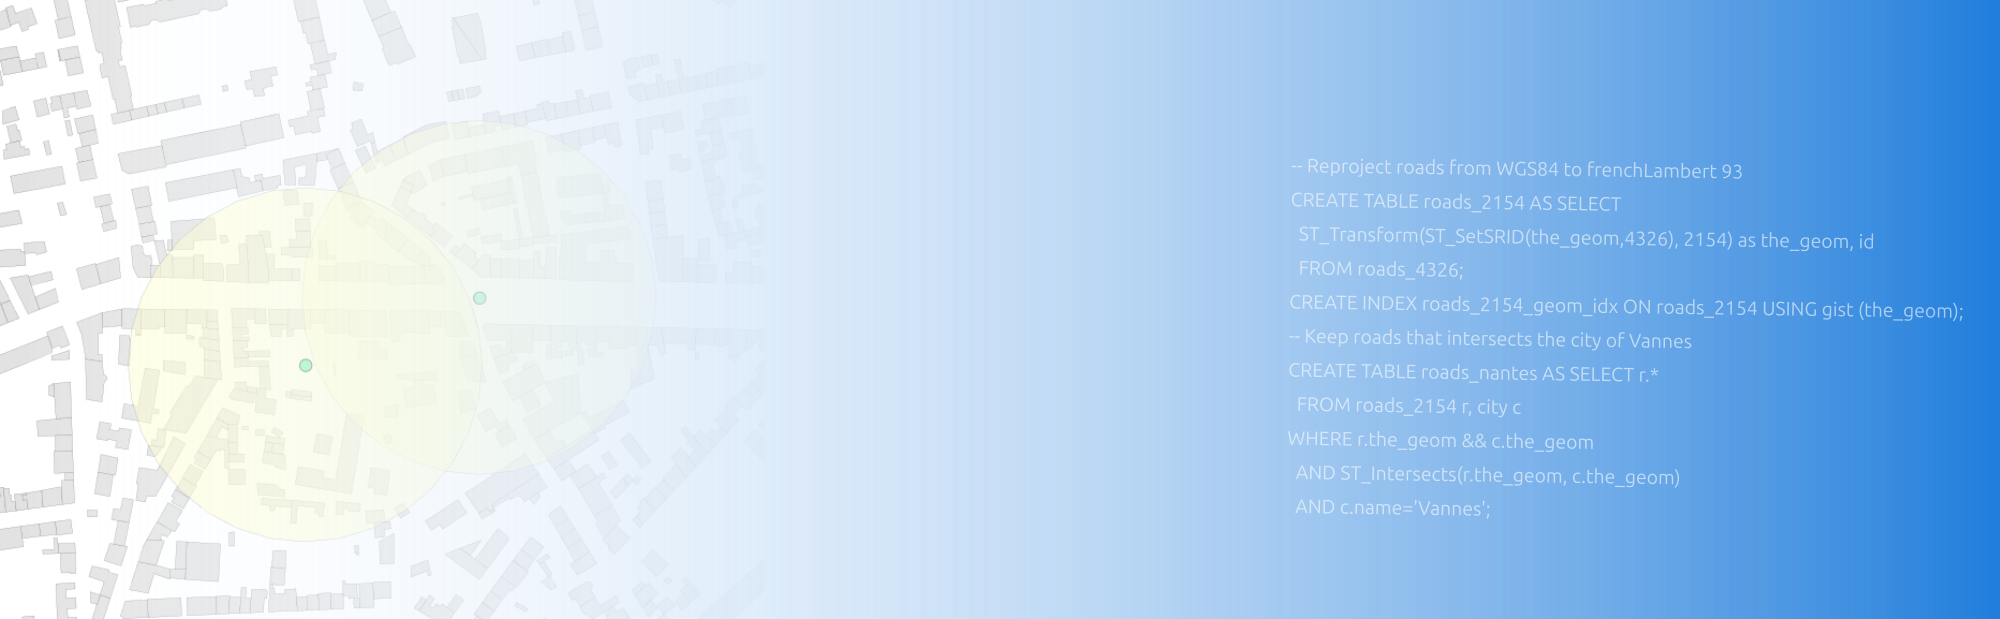 -- Reproject roads from WGS84 to frenchLambert 93
CREATE TABLE roads_2154 AS SELECT
ST_Transform(ST_SetSRID(the_geom,4326), 2154) as the_geom, id
FROM roads_4326;
CREATE INDEX roads_2154_geom_idx ON roads_2154 USING gist (the_geom);
-- Keep roads that intersects the city of Vannes
CREATE TABLE roads_nantes AS SELECT r.*
FROM roads_2154 r, city c
WHERE r.the_geom && c.the_geom
AND ST_Intersects(r.the_geom, c.the_geom)
AND c.name='Vannes';